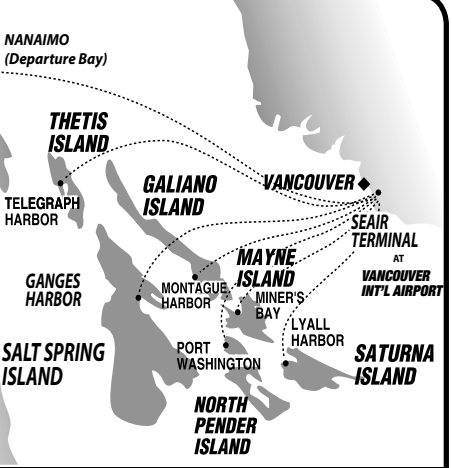 NANAIMO
(Departure Bay)
THETIS
ISLAND
TELEGRAPH
HARBOR
GALIANO
ISLAND
VANCOUVER
SEAIR
TERMINAL
AT
VANCOUVER
INT'L AIRPORT
MAYNE
ISLAND
GANGES
HARBOR
MONTAGUE
HARBOR
MINER'S
BAY
LYALL
HARBOR
SALT SPRING
ISLAND
PORT
WASHINGTON
SATURNA
ISLAND
NORTH
PENDER
ISLAND